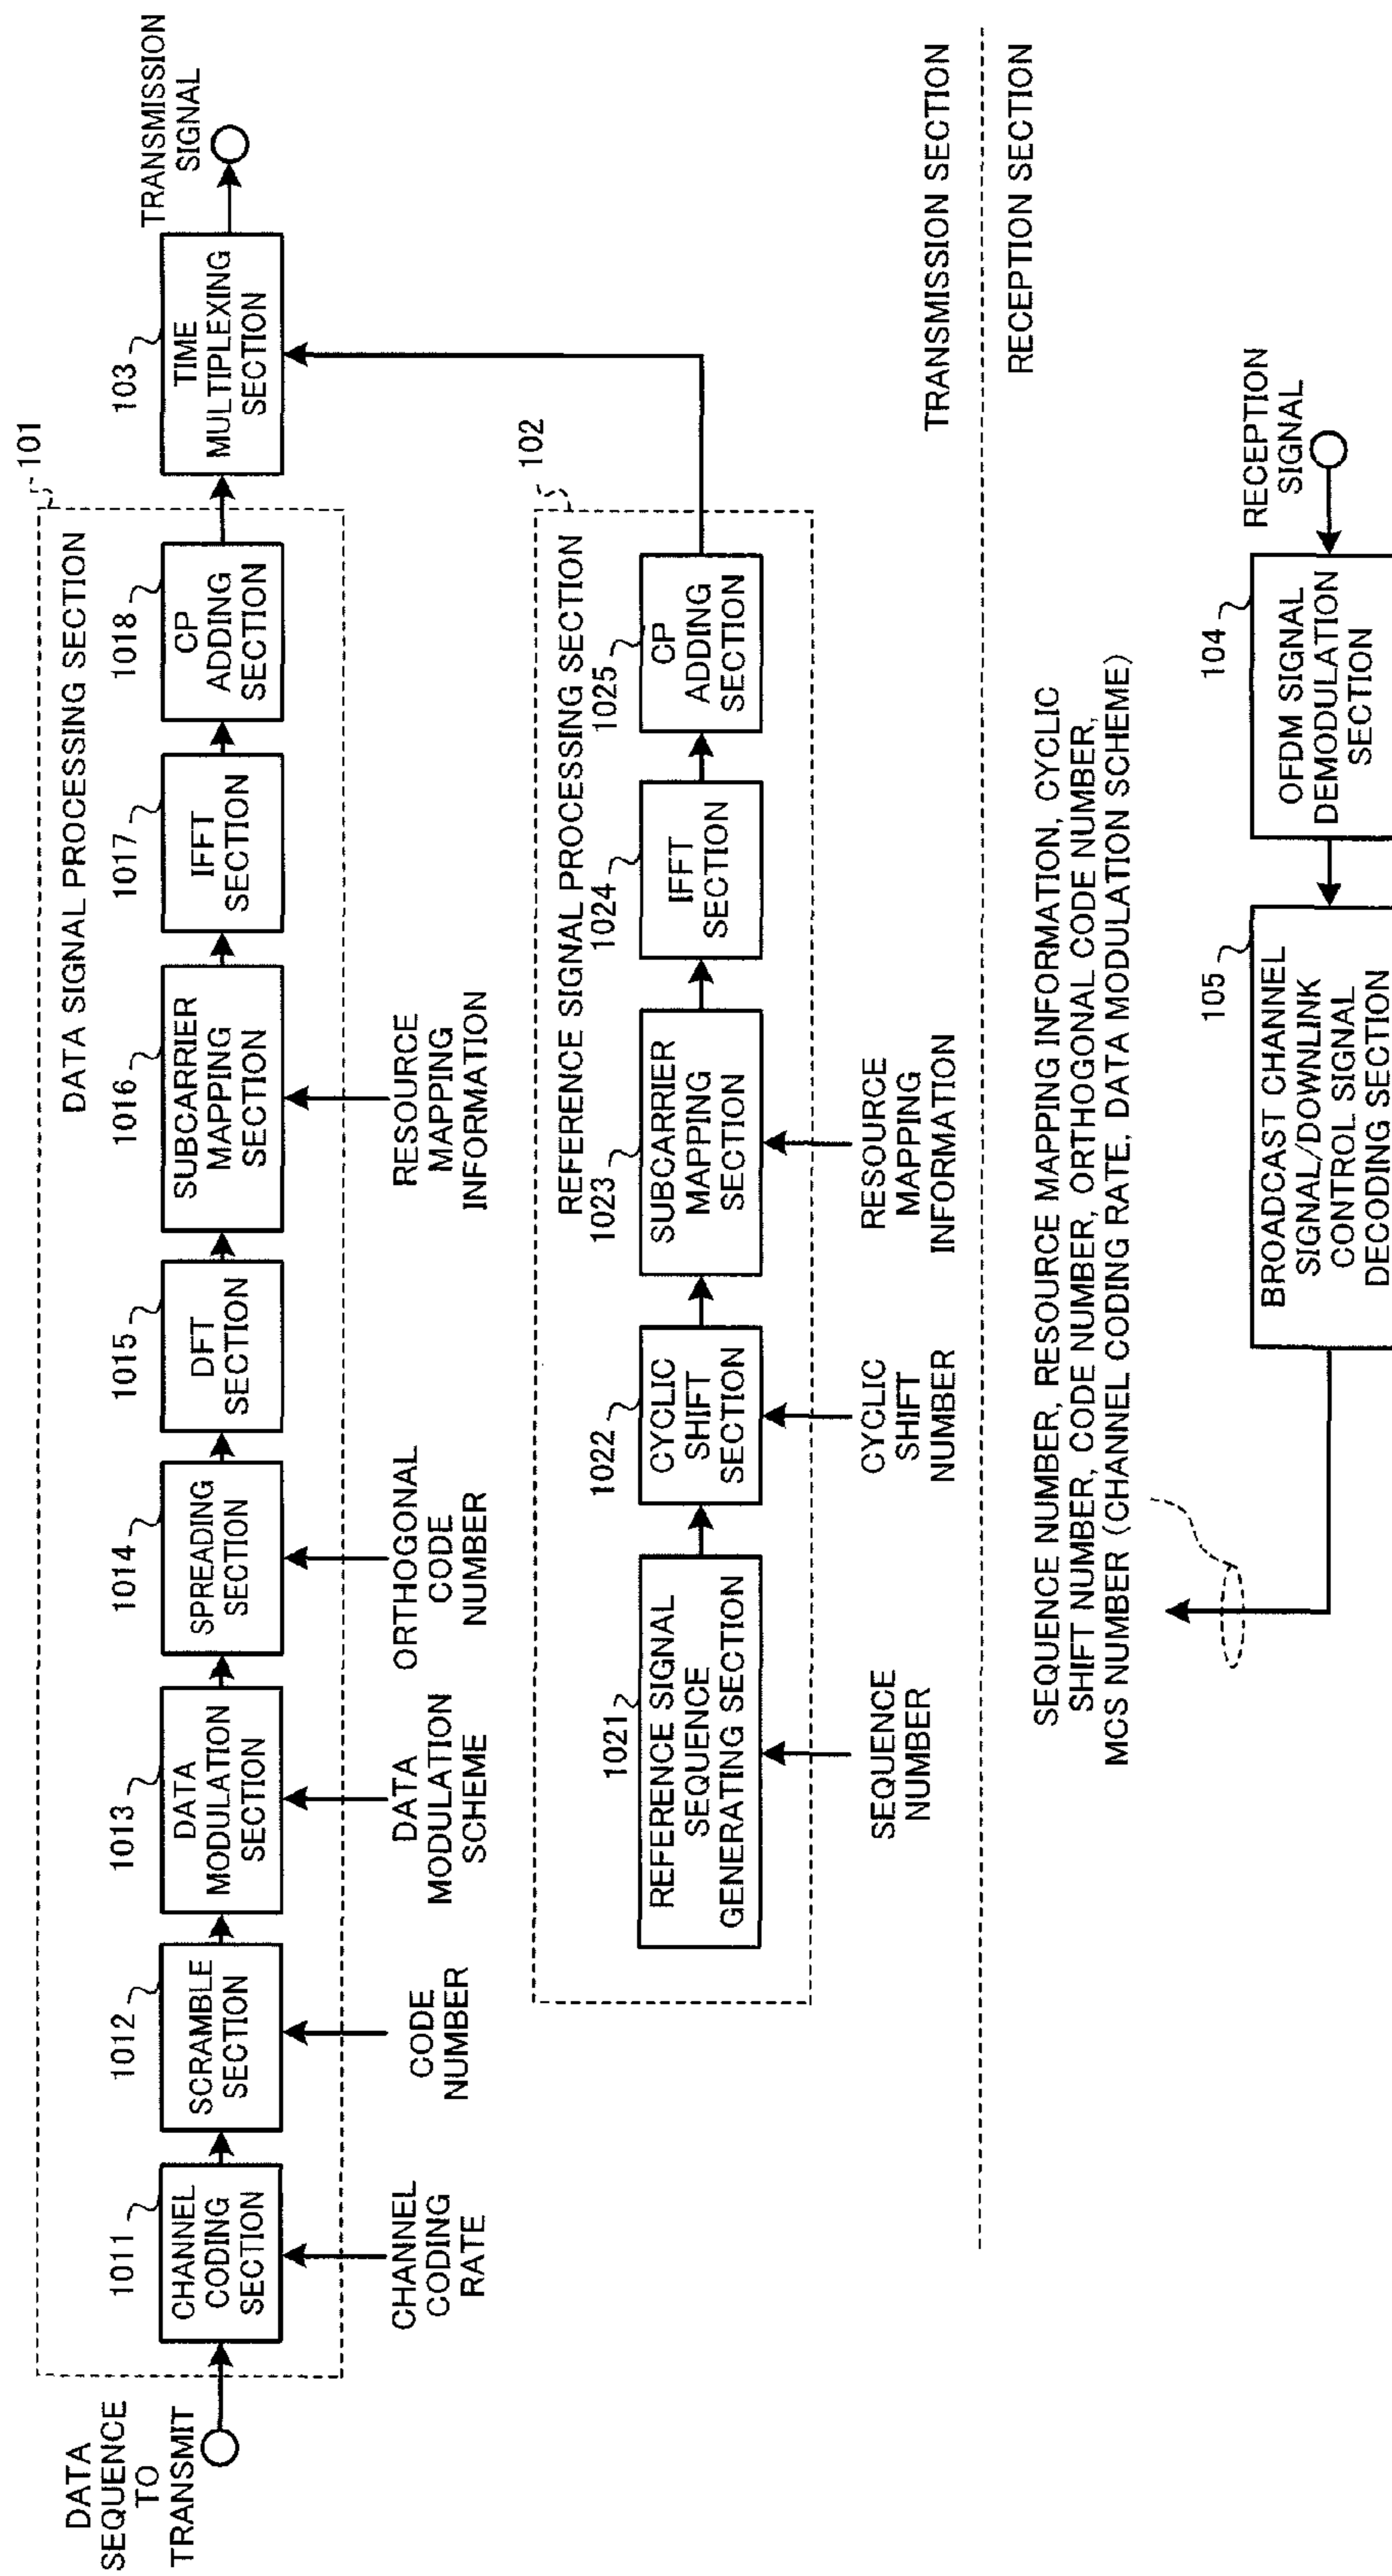 DATA
SEQUENCE
TO
TRANSMIT
DATA SIGNAL PROCESSING SECTION
101
1011
CHANNEL
CODING
SECTION
CHANNEL
CODING
RATE
1012
SCRAMBLE
SECTION
CODE
NUMBER
1013
DATA
MODULATION
SECTION
DATA
MODULATION
SCHEME
1014
SPREADING
SECTION
ORTHOGONAL
CODE
NUMBER
1015
DFT
SECTION
1016
SUBCARRIER
MAPPING
SECTION
RESOURCE
MAPPING
INFORMATION
1017
IFFT
SECTION
1018
CP
ADDING
SECTION
103
TIME
MULTIPLEXING
SECTION
TRANSMISSION
SIGNAL
REFERENCE SIGNAL PROCESSING SECTION
102
1021
REFERENCE SIGNAL
SEQUENCE
GENERATING SECTION
SEQUENCE
NUMBER
1022
CYCLIC
SHIFT
SECTION
CYCLIC
SHIFT
NUMBER
1023
SUBCARRIER
MAPPING
SECTION
RESOURCE
MAPPING
INFORMATION
1024
IFFT
SECTION
1025
CP
ADDING
SECTION
TRANSMISSION SECTION
RECEPTION SECTION
SEQUENCE NUMBER, RESOURCE MAPPING INFORMATION, CYCLIC
SHIFT NUMBER, CODE NUMBER, ORTHOGONAL CODE NUMBER,
MCS NUMBER (CHANNEL CODING RATE, DATA MODULATION SCHEME)
105
BROADCAST CHANNEL
SIGNAL/DOWNLINK
CONTROL SIGNAL
DECODING SECTION
104
OFDM SIGNAL
DEMODULATION
SECTION
RECEPTION
SIGNAL